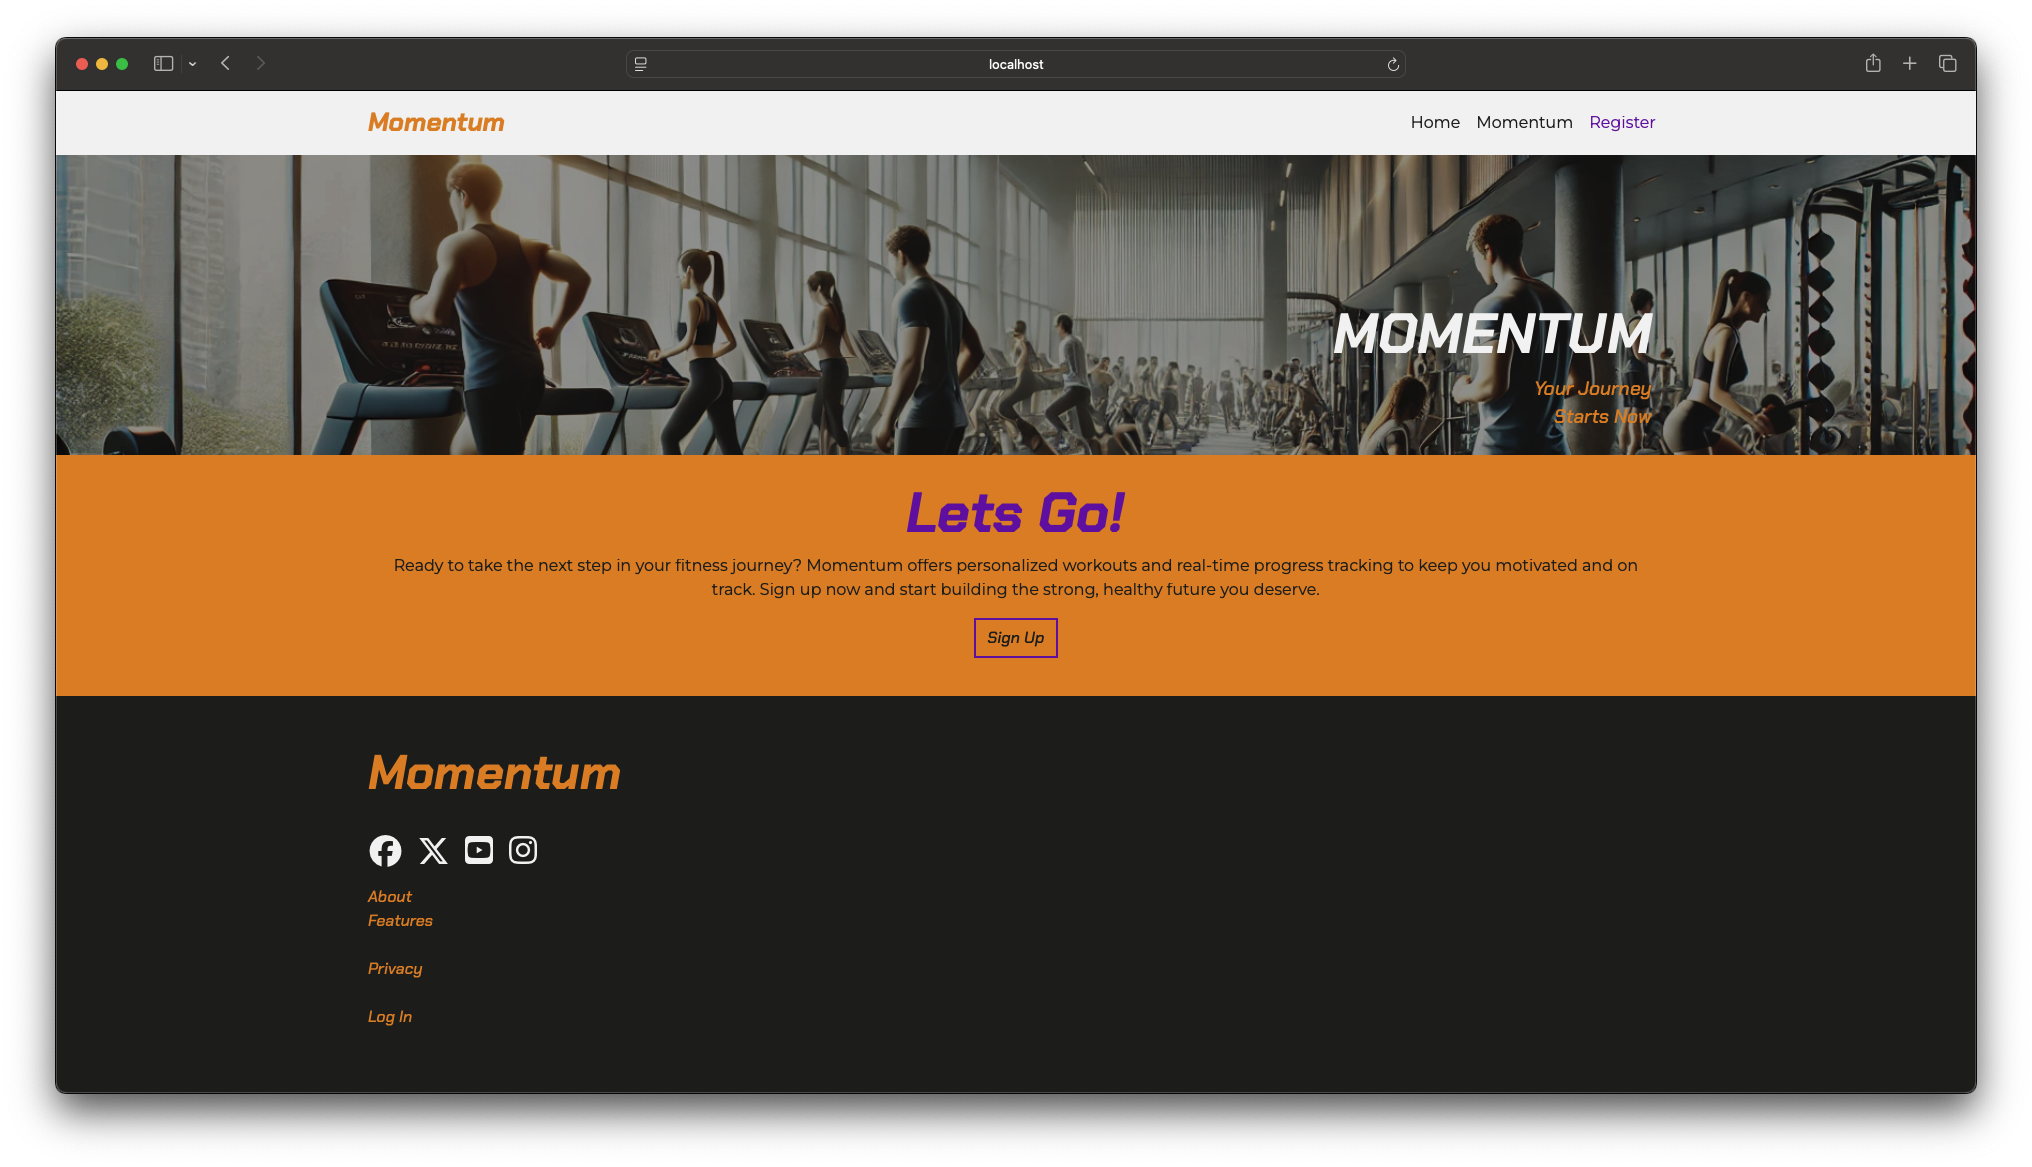 localhost
Momentum
Home Momentum Register
MOMENTUM
Your Journey
Starts Now
Lets Go!
Ready to take the next step in your fitness journey? Momentum offers personalized workouts and real-time progress tracking to keep you motivated and on
track. Sign up now and start building the strong, healthy future you deserve.
Sign Up
Momentum
About
Features
Privacy
Log In